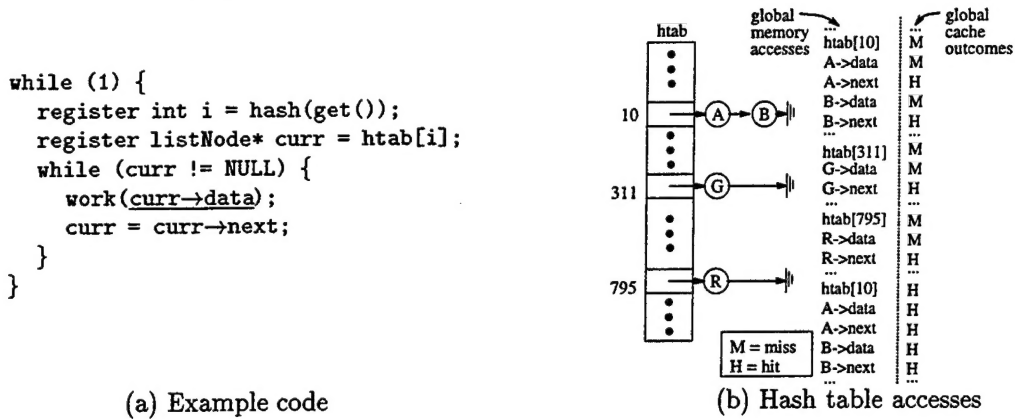 while (1) {
register int i = hash(get());
register listNode* curr = htab[i];
while (curr != NULL) {
work(curr→data);
curr = curr→next;
}
}
(a) Example code
htab
10
311
795
A
B
G
R
M = miss
H = hit
global
memory
accesses
global
cache
outcomes
... ...
htab[10] M
A->data M
A->next H
B->data M
B->next H
... ...
htab[311] M
G->data M
G->next H
... ...
htab[795] M
R->data M
R->next H
... ...
htab[10] H
A->data H
A->next H
B->data H
B->next H
... ...
(b) Hash table accesses